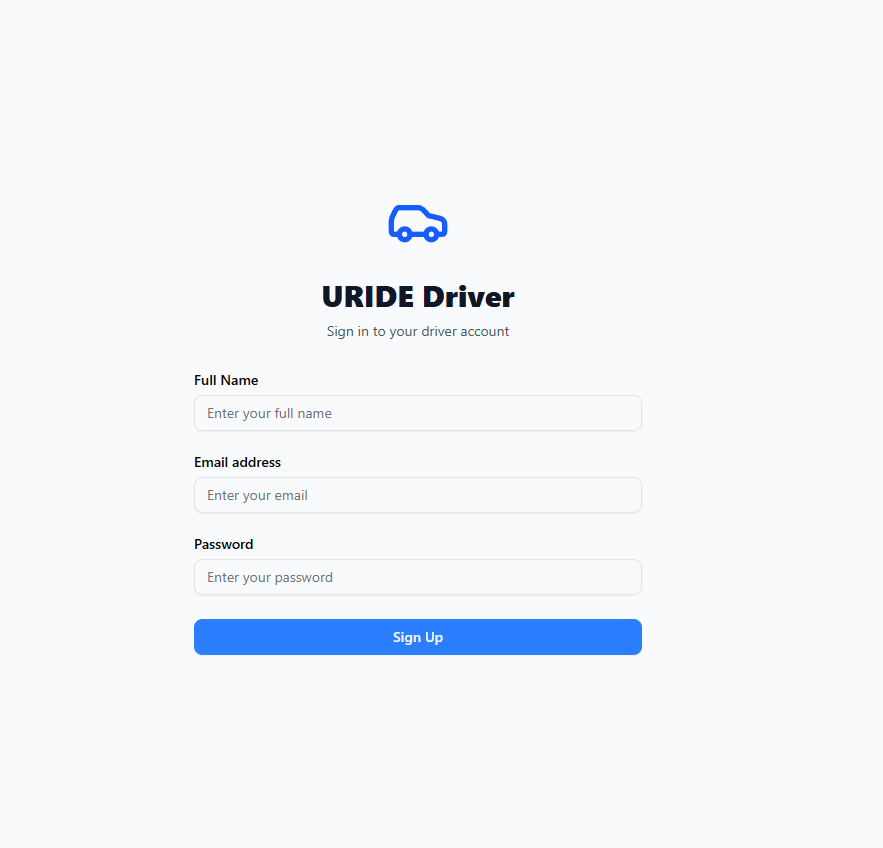 URIDE Driver
Sign in to your driver account
Full Name
Enter your full name
Email address
Enter your email
Password
Enter your password
Sign Up